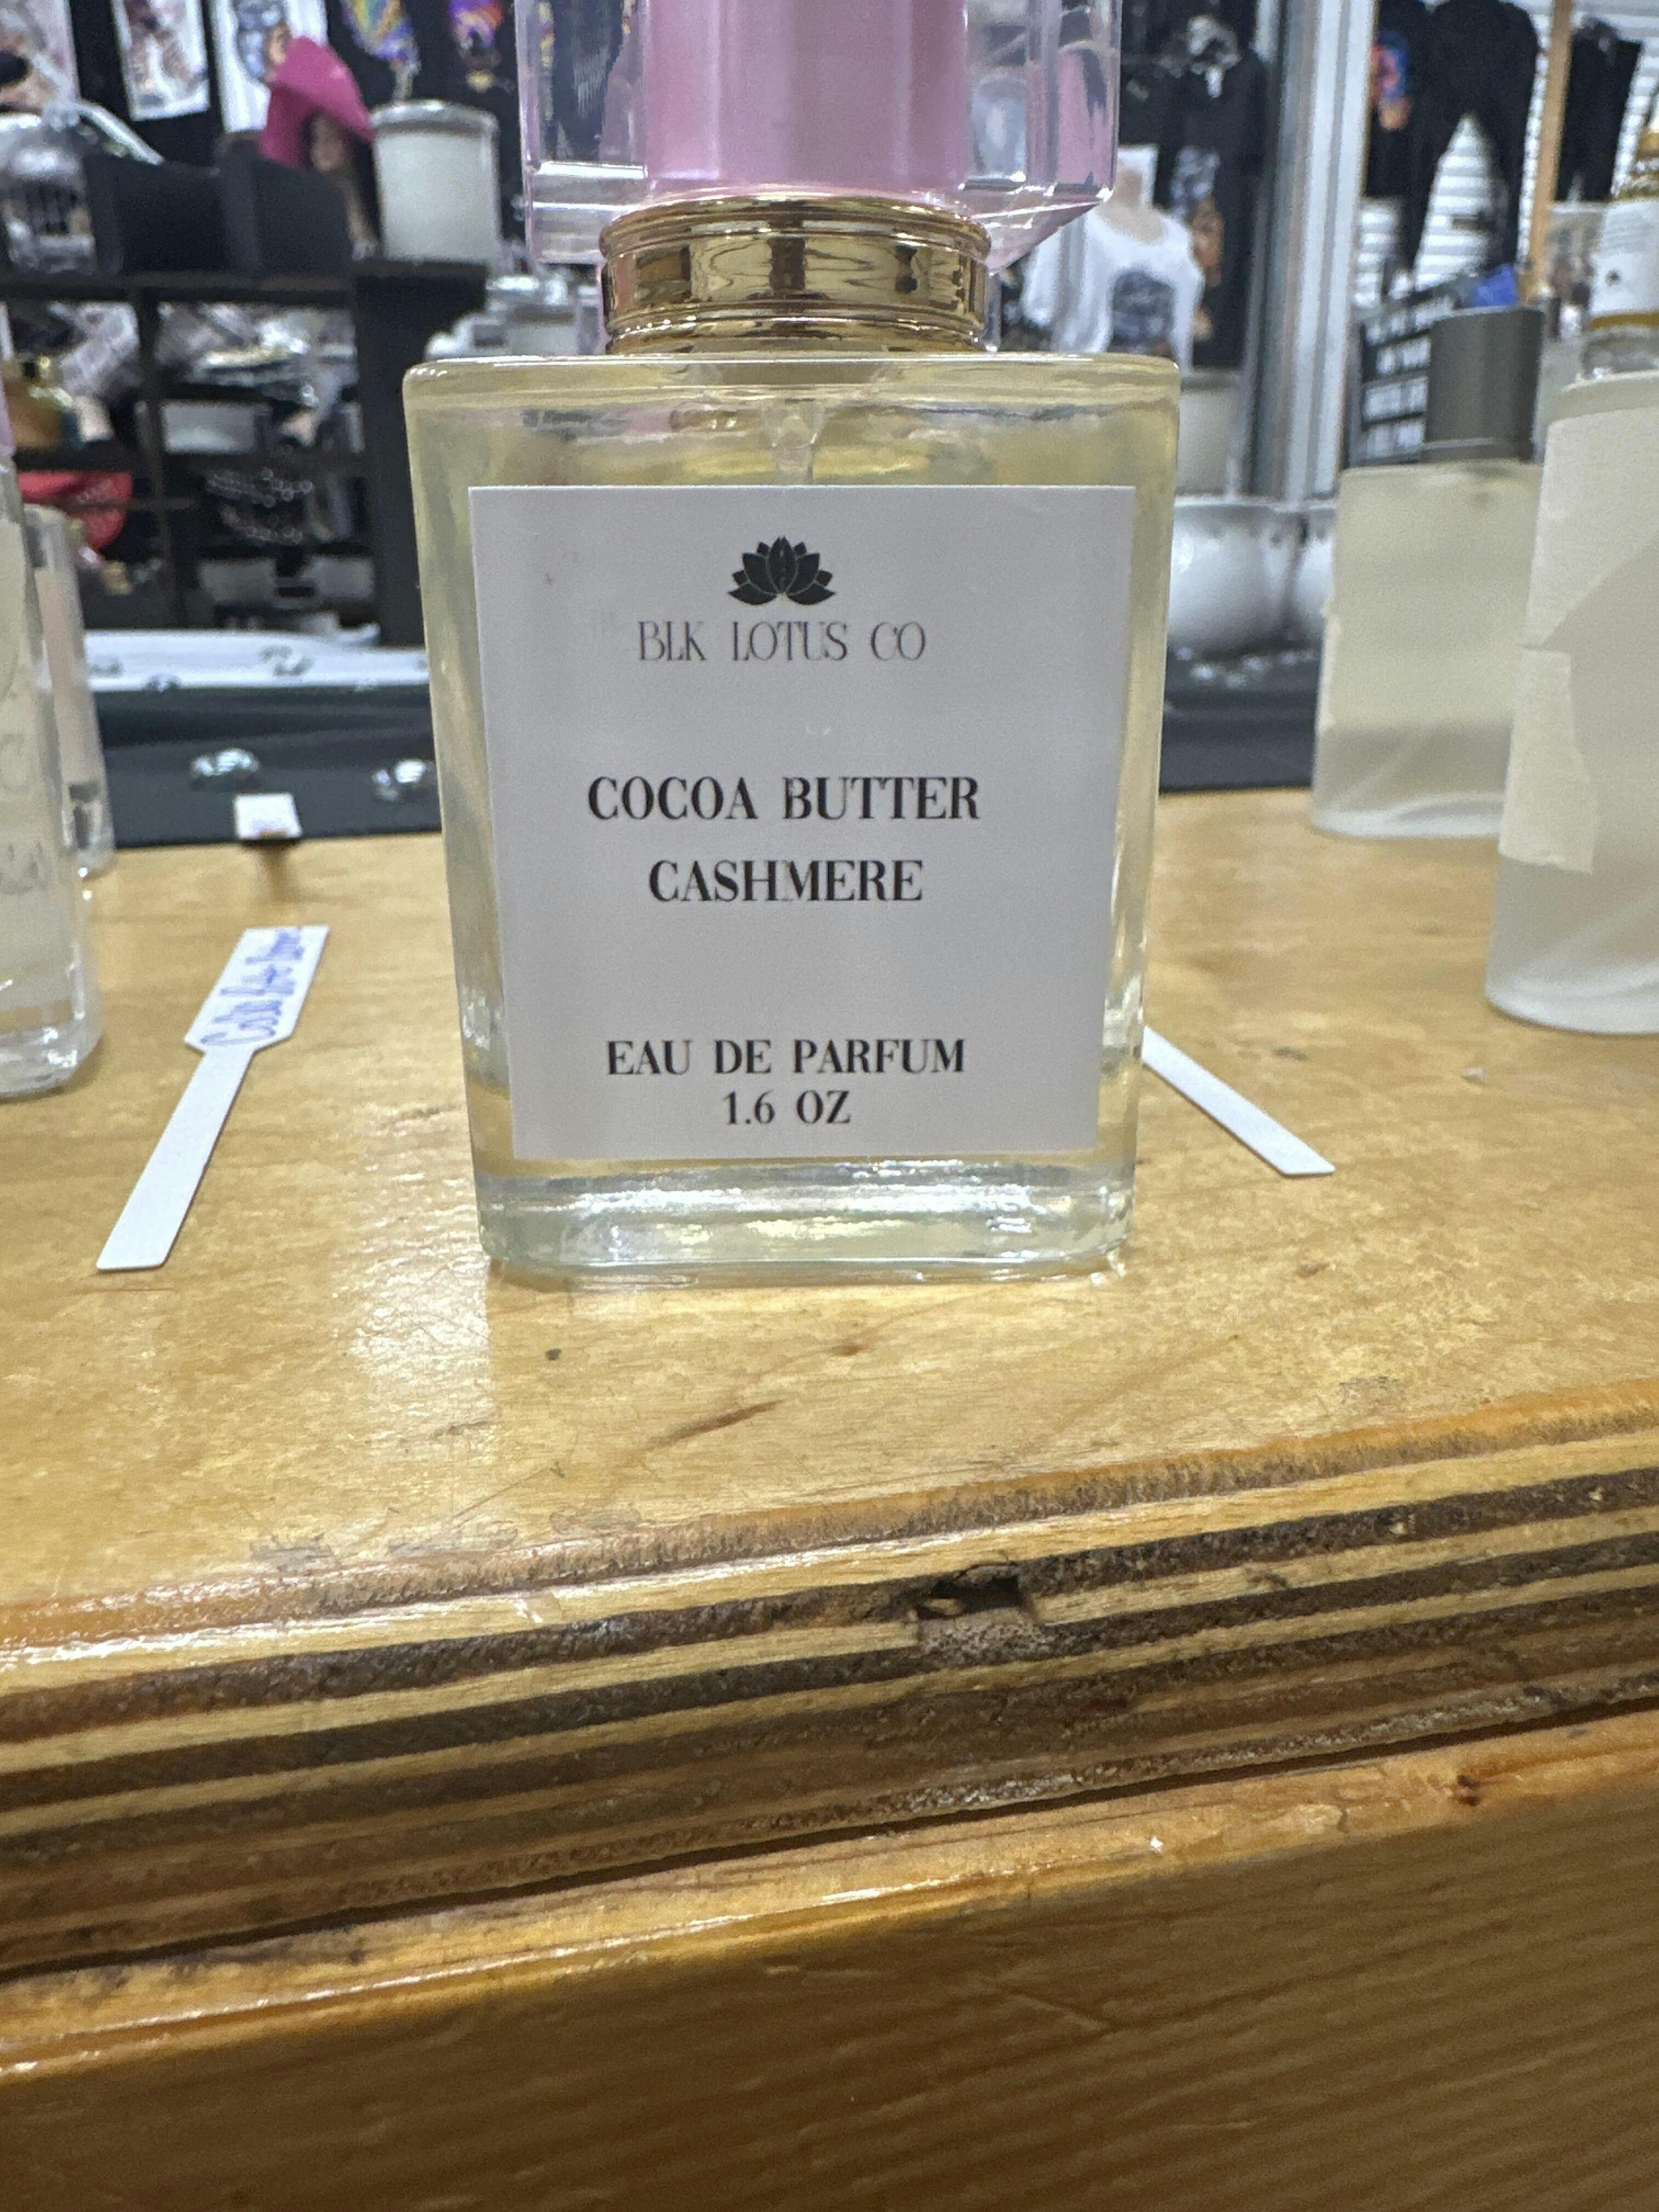 BLK LOTUS CO
COCOA BUTTER
CASHMERE
EAU DE PARFUM
1.6 OZ